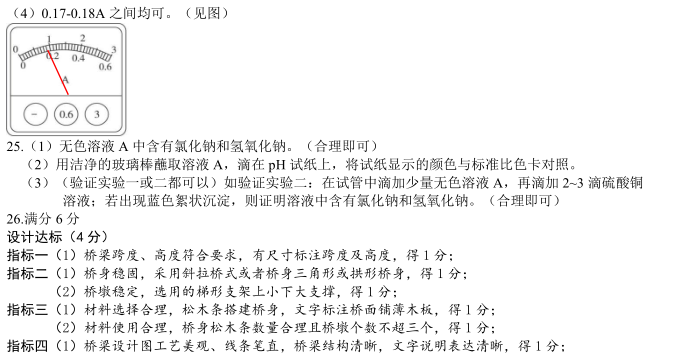 （4）0.17-0.18A 之间均可。（见图）
0 1 2 3
0 0.2 0.4 0.6
A
− 0.6 3
25.（1）无色溶液 A 中含有氯化钠和氢氧化钠。（合理即可）
（2）用洁净的玻璃棒蘸取溶液 A，滴在 pH 试纸上，将试纸显示的颜色与标准比色卡对照。
（3）（验证实验一或二都可以）如验证实验二：在试管中滴加少量无色溶液 A，再滴加 2~3 滴硫酸铜
溶液；若出现蓝色絮状沉淀，则证明溶液中含有氯化钠和氢氧化钠。（合理即可）
26.满分 6 分
设计达标（4 分）
指标一（1）桥梁跨度、高度符合要求，有尺寸标注跨度及高度，得 1 分；
指标二（1）桥身稳固，采用斜拉桥式或者桥身三角形或拱形桥身，得 1 分；
（2）桥墩稳定，选用的梯形支架上小下大支撑，得 1 分；
指标三（1）材料选择合理，松木条搭建桥身，文字标注桥面铺薄木板，得 1 分；
（2）材料使用合理，桥身松木条数量合理且桥墩个数不超三个，得 1 分；
指标四（1）桥梁设计图工艺美观、线条笔直，桥梁结构清晰，文字说明表达清晰，得 1 分；